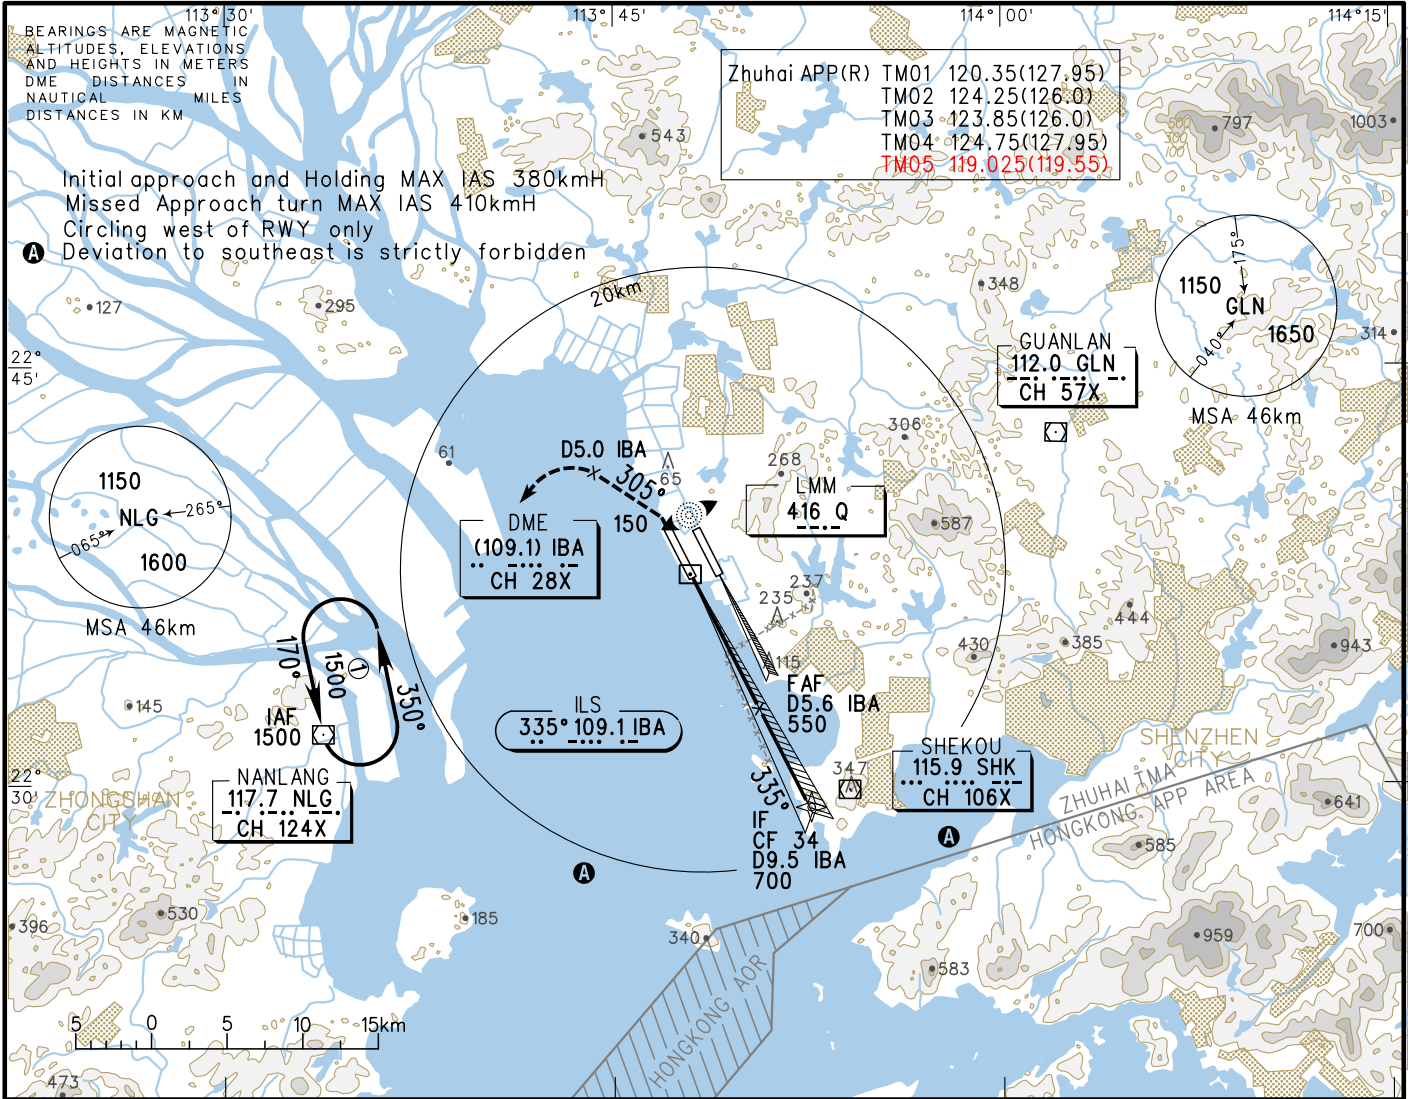 113°30'
113°45'
114°00'
114°15'
BEARINGS ARE MAGNETIC
ALTITUDES, ELEVATIONS
AND HEIGHTS IN METERS
DME DISTANCES IN
NAUTICAL MILES
DISTANCES IN KM
Zhuhai APP(R) TM01 120.35(127.95)
TM02 124.25(126.0)
TM03 123.85(126.0)
TM04 124.75(127.95)
TM05 119.025(119.55)
543
797
1003
Initial approach and Holding MAX IAS 380kmH
Missed Approach turn MAX IAS 410kmH
Circling west of RWY only
A Deviation to southeast is strictly forbidden
175°
1150
GLN
1650
040°
MSA 46km
127
295
20km
348
314
22°
45'
GUANLAN
112.0 GLN
CH 57X
61
D5.0 IBA
305°
65
268
306
1150
NLG
265°
065°
1600
MSA 46km
LMM
416 Q
150
587
DME
(109.1) IBA
CH 28X
237
235
444
430
385
943
115
170°
1500
1
350°
IAF
1500
145
FAF
D5.6 IBA
550
ILS
335° 109.1 IBA
SHENZHEN
CITY
SHEKOU
115.9 SHK
CH 106X
347
335°
22°
30'
ZHONGSHAN
CITY
NANLANG
117.7 NLG
CH 124X
ZHUHAI TMA
HONGKONG APP AREA
641
IF
CF 34
D9.5 IBA
700
A
A
585
530
396
185
340
959
700
583
HONGKONG AOR
5 0 5 10 15km
473